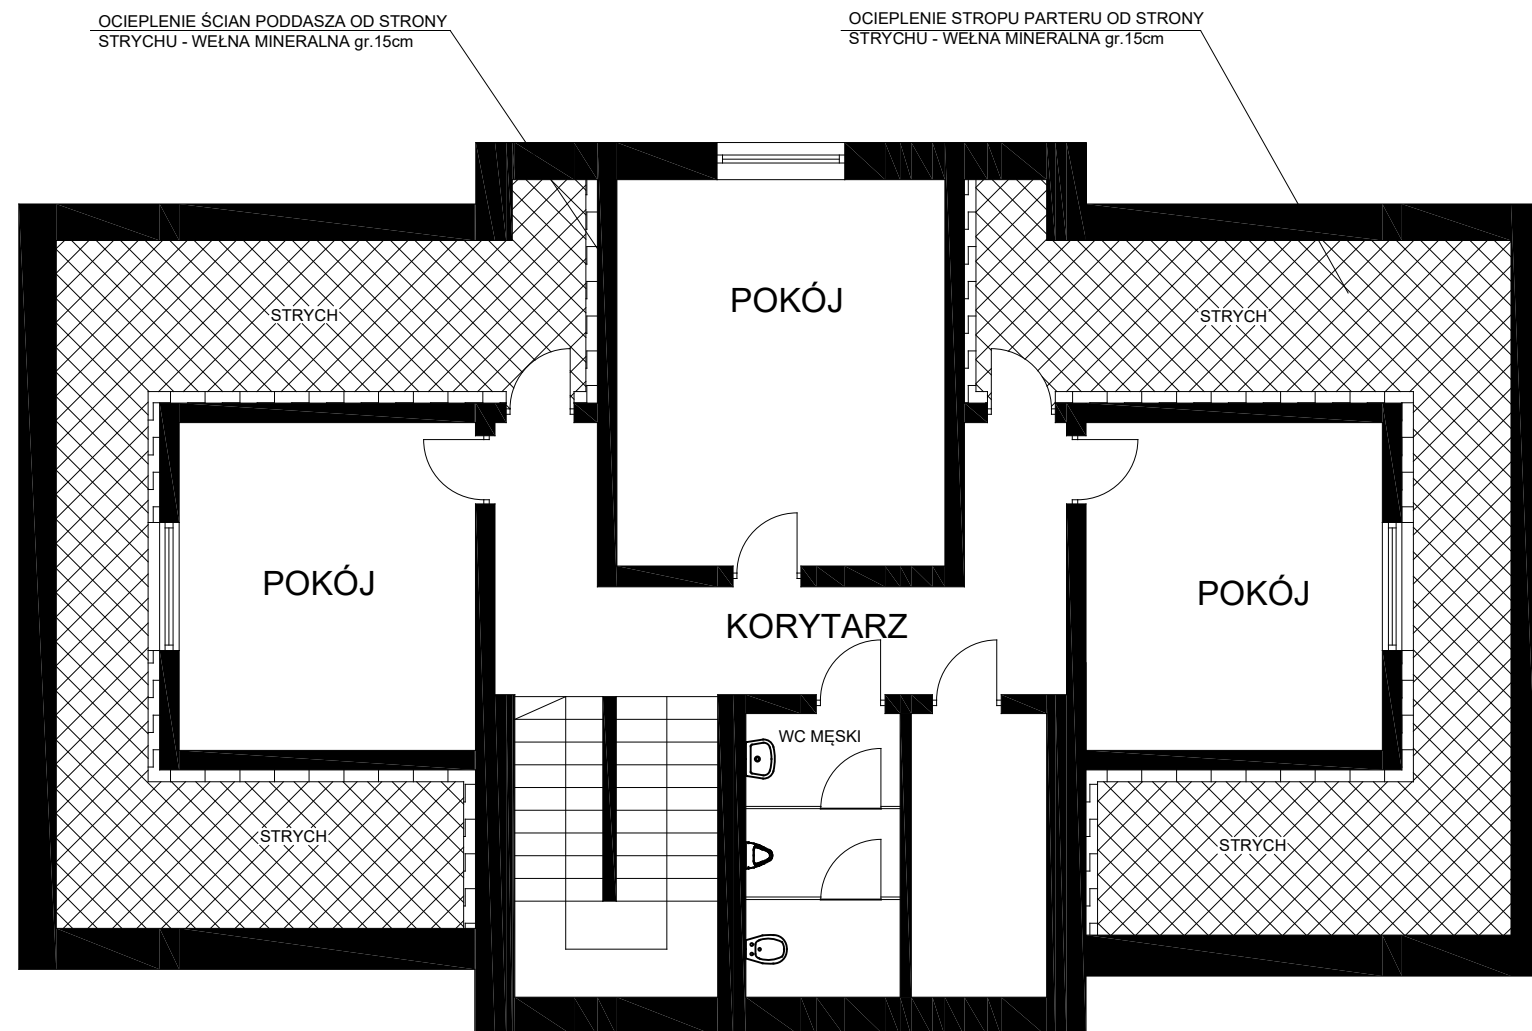 OCIEPLENIE ŚCIAN PODDASZA OD STRONY
STRYCHU - WEŁNA MINERALNA gr.15cm
OCIEPLENIE STROPU PARTERU OD STRONY
STRYCHU - WEŁNA MINERALNA gr.15cm
POKÓJ
STRYCH
STRYCH
POKÓJ
POKÓJ
KORYTARZ
WC MĘSKI
STRYCH
STRYCH